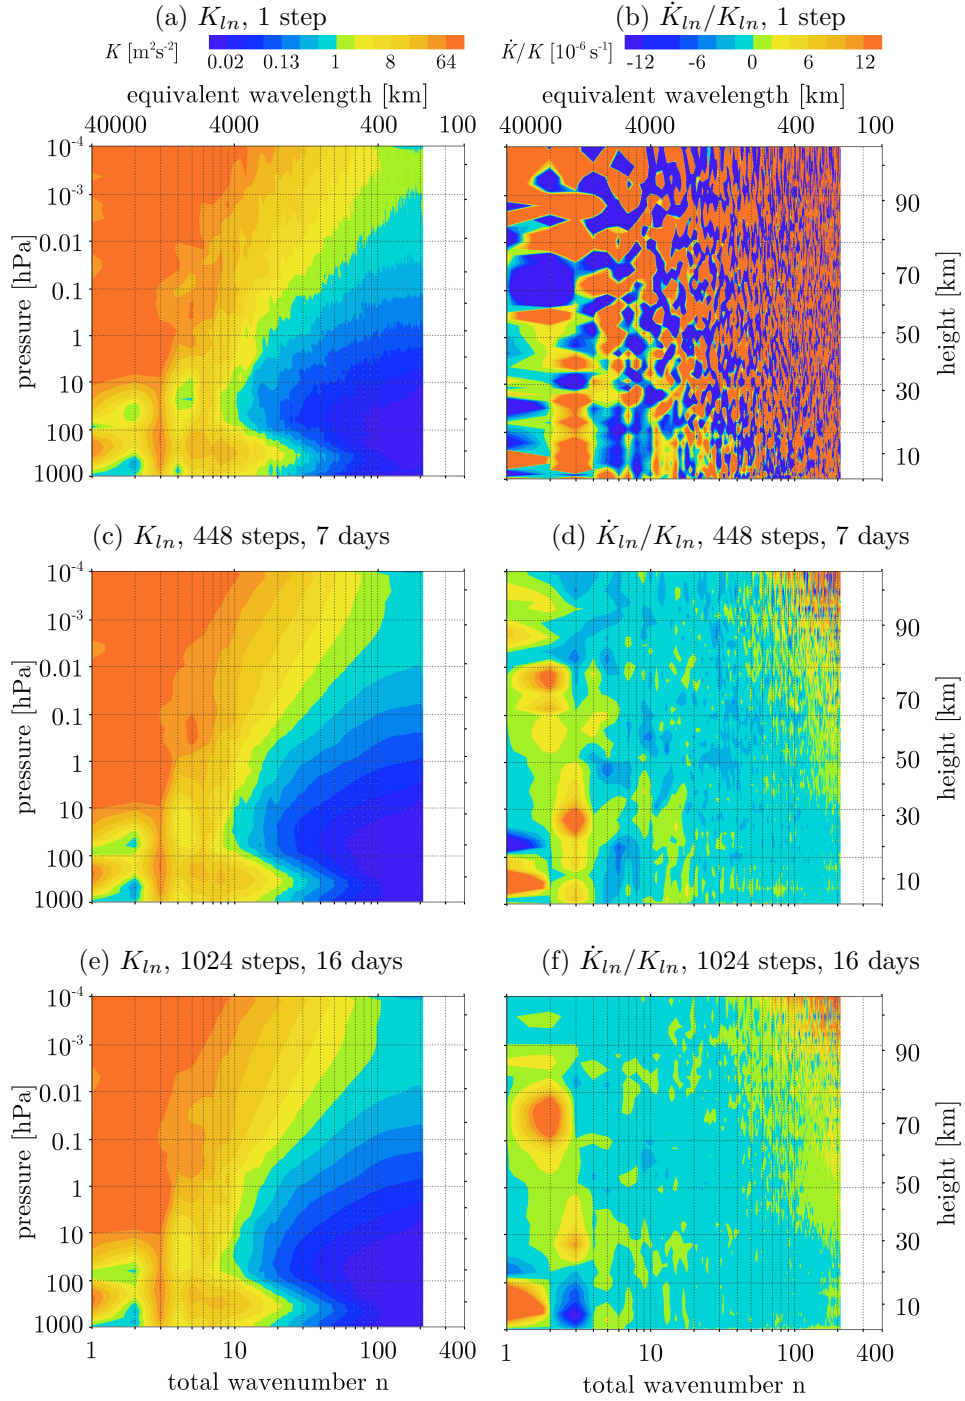 (a) K_ln, 1 step
(b) K̇_ln/K_ln, 1 step
K [m²s⁻²]
0.02 0.13 1 8 64
K̇/K [10⁻⁶ s⁻¹]
-12 -6 0 6 12
equivalent wavelength [km]
equivalent wavelength [km]
40000 4000 400 100
40000 4000 400 100
pressure [hPa]
10⁻⁴
10⁻³
0.01
0.1
1
10
100
1000
90
70
50
30
10
height [km]
(c) K_ln, 448 steps, 7 days
(d) K̇_ln/K_ln, 448 steps, 7 days
pressure [hPa]
10⁻⁴
10⁻³
0.01
0.1
1
10
100
1000
90
70
50
30
10
height [km]
(e) K_ln, 1024 steps, 16 days
(f) K̇_ln/K_ln, 1024 steps, 16 days
pressure [hPa]
10⁻⁴
10⁻³
0.01
0.1
1
10
100
1000
90
70
50
30
10
height [km]
1 10 100 400
1 10 100 400
total wavenumber n
total wavenumber n